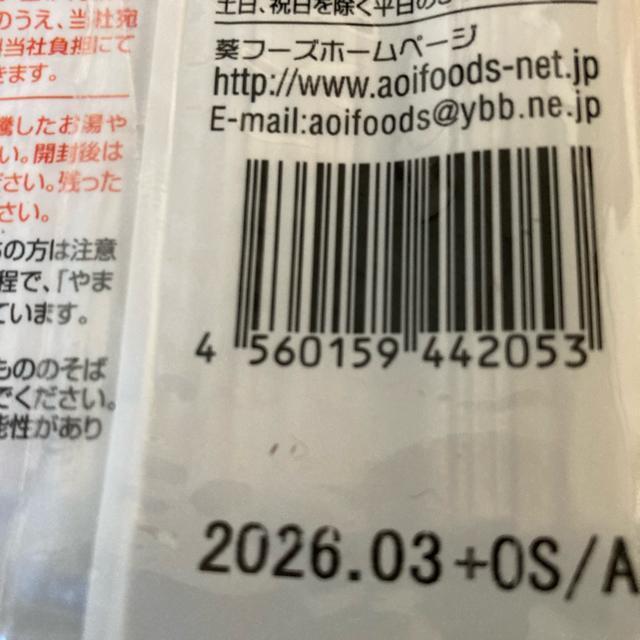 のうえ、当社宛
当社負担にて
きます。
騰したお湯や
い。開封後は
ださい。残った
さい。
の方は注意
程で、「やま
ています。
もののそば
でください。
能性があり
土日、祝日を除く平日の
葵フーズホームページ
http://www.aoifoods-net.jp
E-mail:aoifoods@ybb.ne.jp
4 560159 442053
2026.03+OS/A